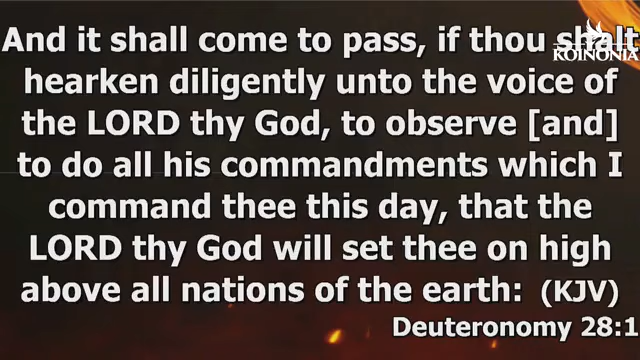 And it shall come to pass, if thou shalt
KOINONIA
hearken diligently unto the voice of
the LORD thy God, to observe [and]
to do all his commandments which I
command thee this day, that the
LORD thy God will set thee on high
above all nations of the earth: (KJV)
Deuteronomy 28:1